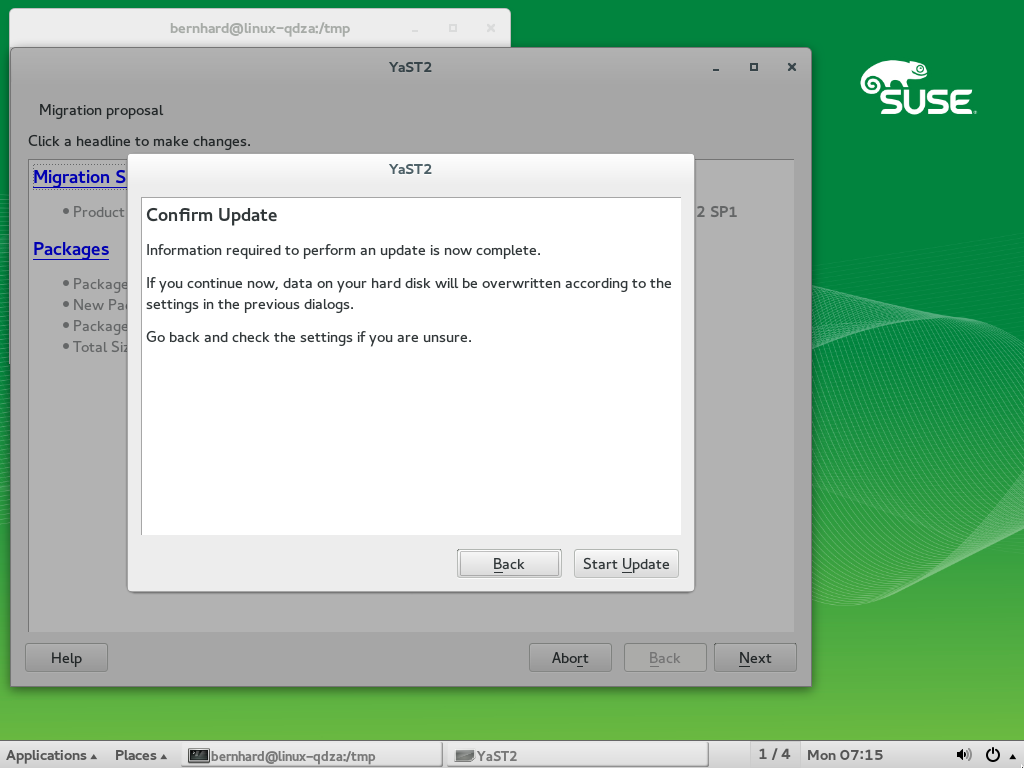 bernhard@linux-qdza:/tmp
YaST2
SUSE
Migration proposal
Click a headline to make changes.
Migration S
Product
2 SP1
Packages
Package
New Pa
Package
Total Siz
YaST2
Confirm Update
Information required to perform an update is now complete.
If you continue now, data on your hard disk will be overwritten according to the
settings in the previous dialogs.
Go back and check the settings if you are unsure.
Back
Start Update
Help
Abort
Back
Next
Applications
Places
bernhard@linux-qdza:/tmp
YaST2
1 / 4
Mon 07:15